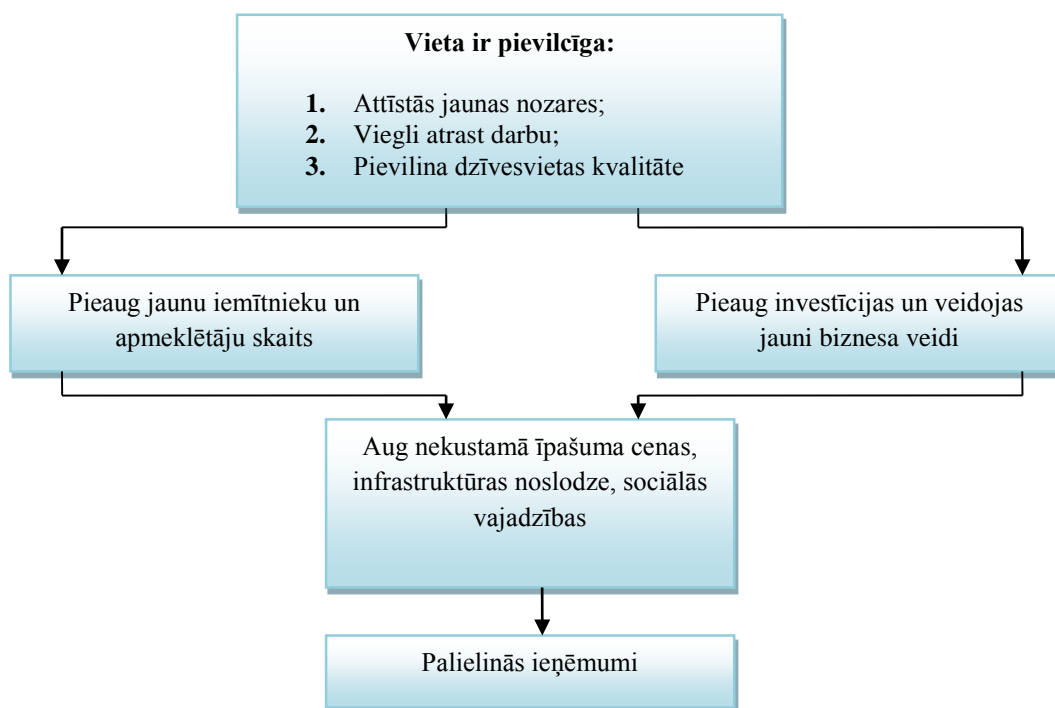 Vieta ir pievilcīga:
1. Attīstās jaunas nozares;
2. Viegli atrast darbu;
3. Pievilina dzīvesvietas kvalitāte
Pieaug jaunu iemītnieku un
apmeklētāju skaits
Pieaug investīcijas un veidojas
jauni biznesa veidi
Aug nekustamā īpašuma cenas,
infrastruktūras noslodze, sociālās
vajadzības
Palielinās ieņēmumi